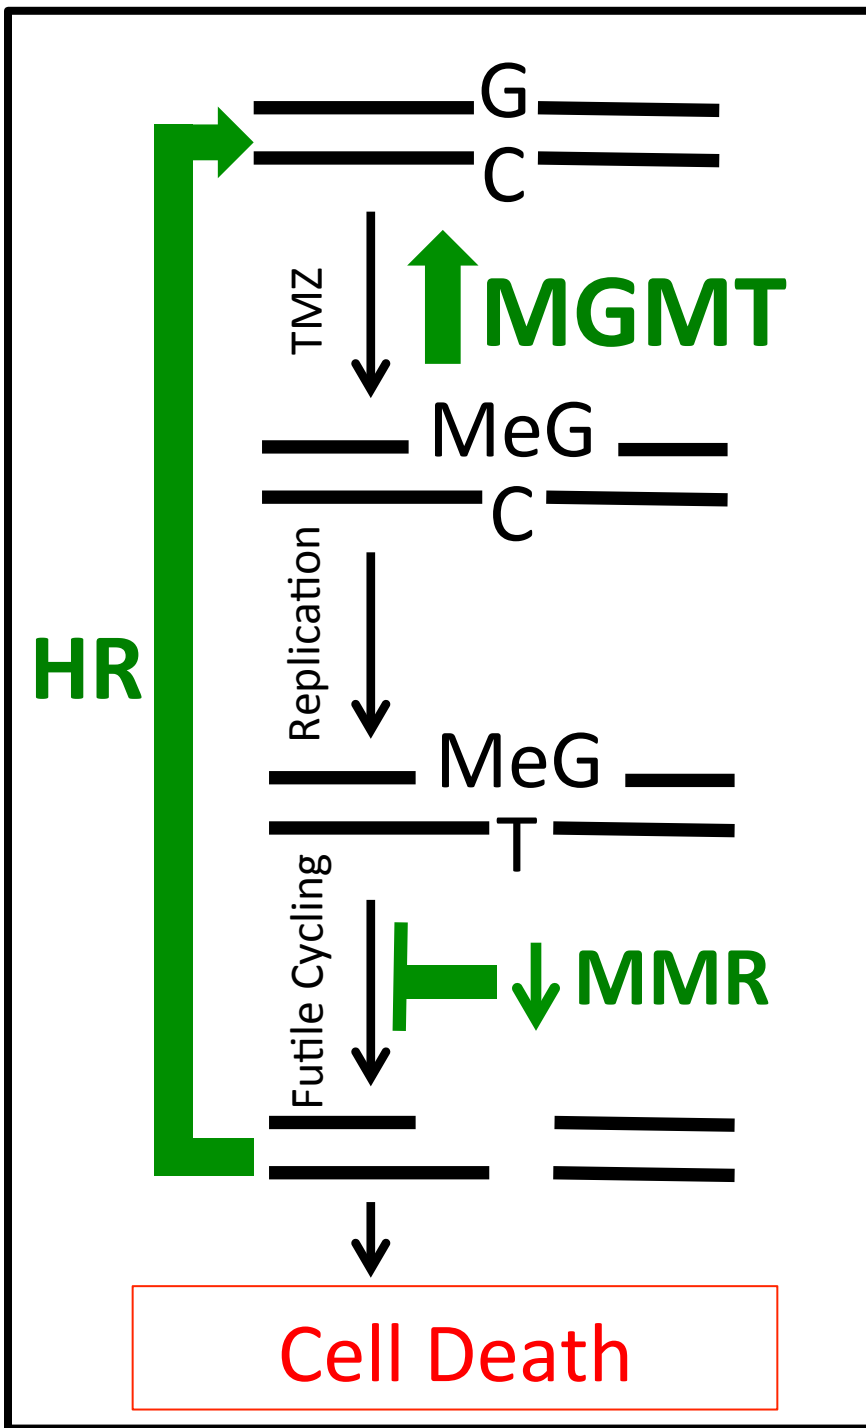 G
C
TMZ
MGMT
MeG
C
Replication
HR
MeG
T
Futile Cycling
MMR
Cell Death